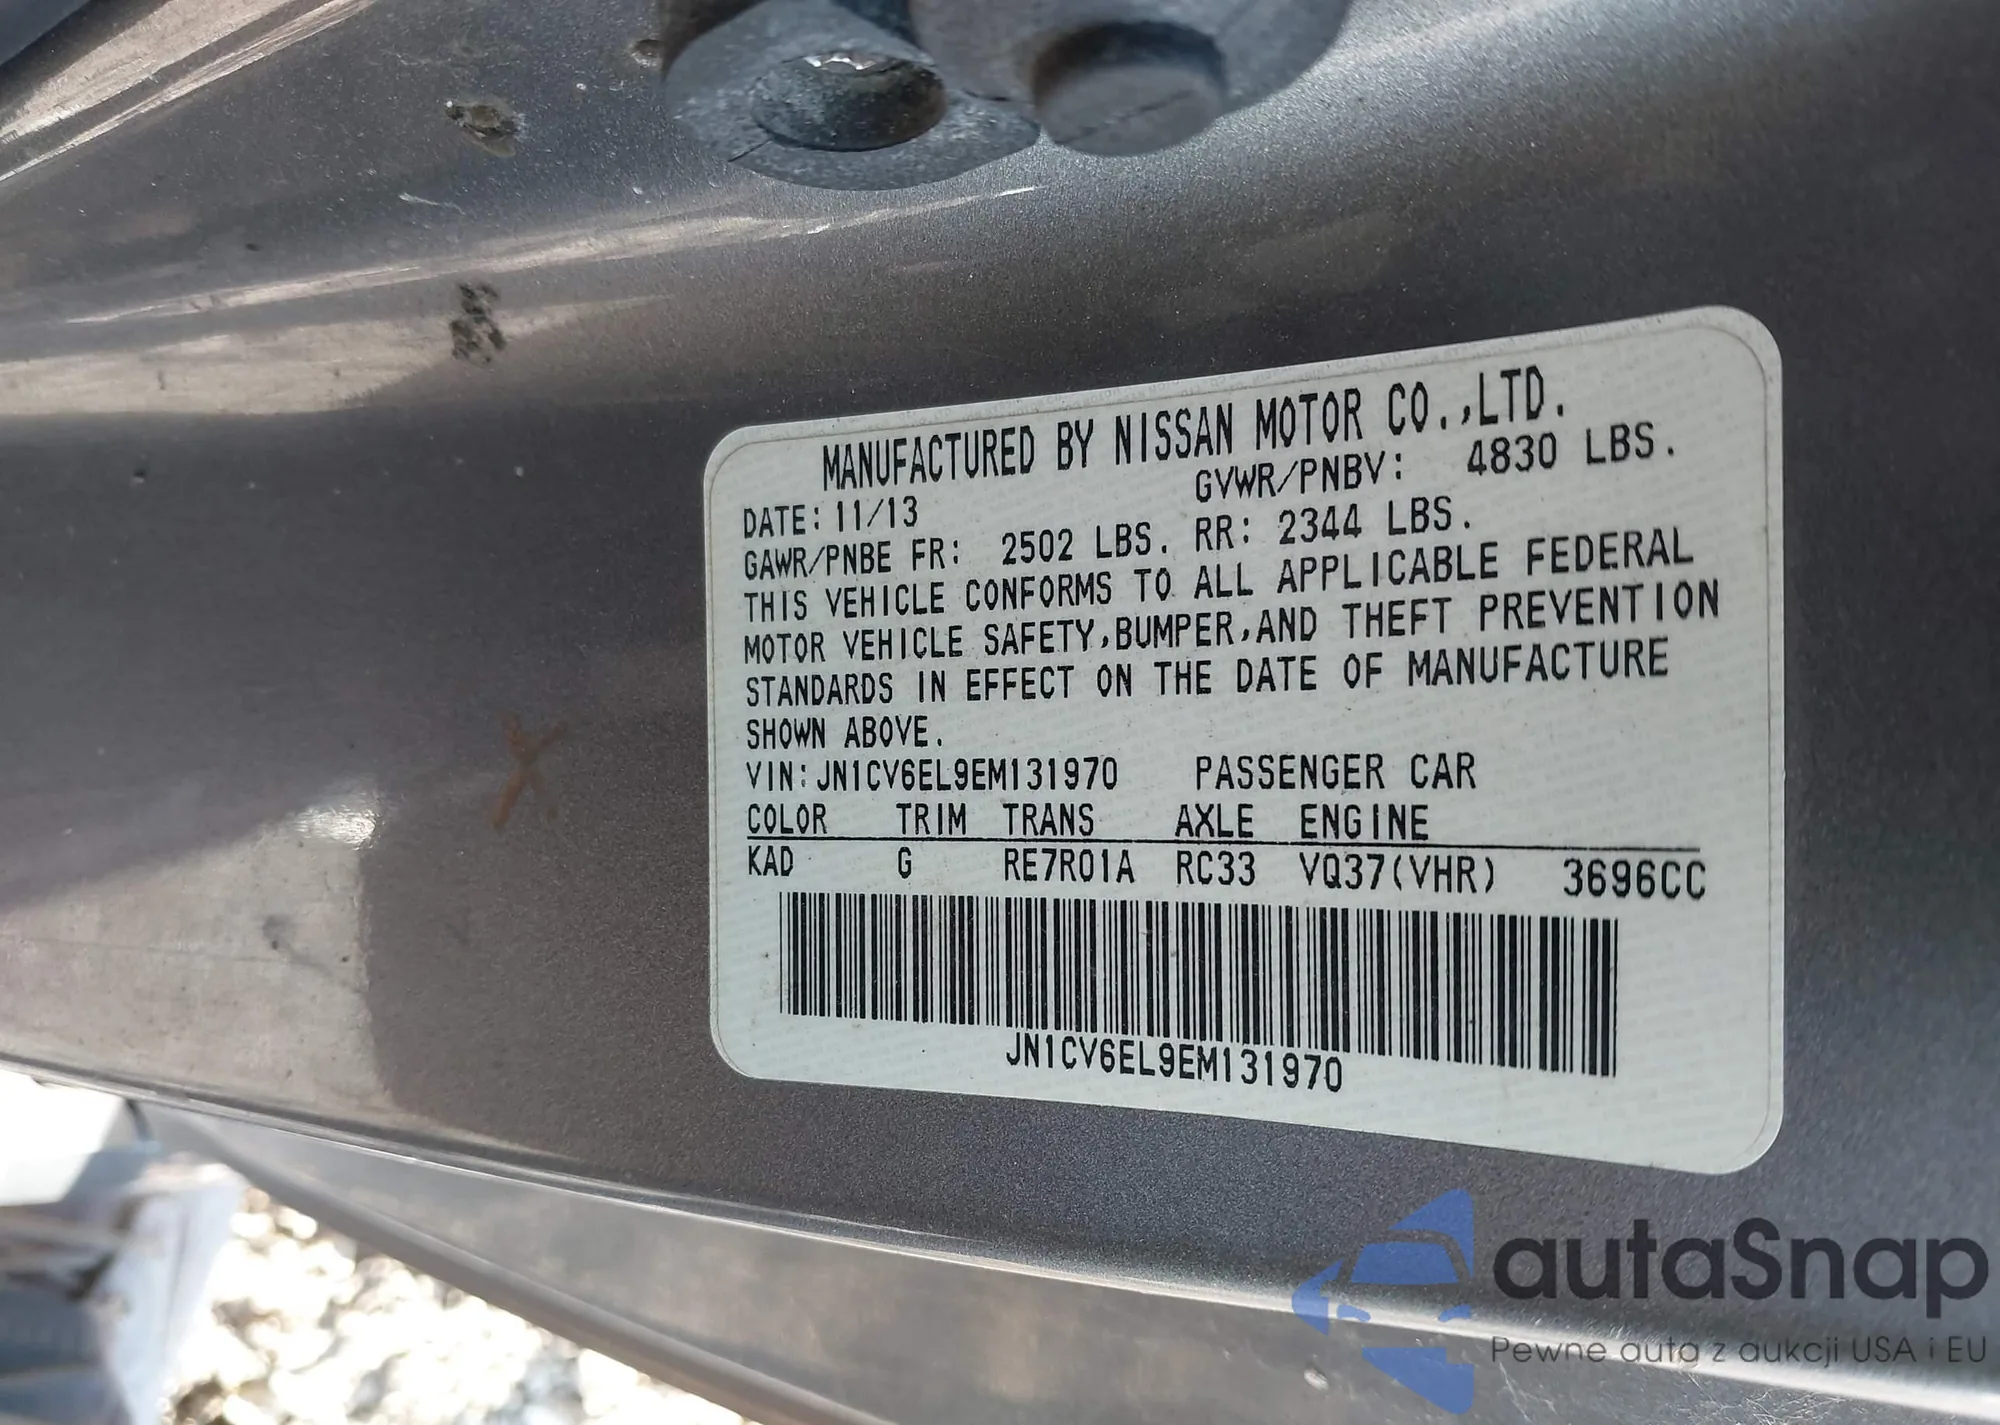 MANUFACTURED BY NISSAN MOTOR CO.,LTD.
DATE: 11/13 GVWR/PNBV: 4830 LBS.
GAWR/PNBE FR: 2502 LBS. RR: 2344 LBS.
THIS VEHICLE CONFORMS TO ALL APPLICABLE FEDERAL
MOTOR VEHICLE SAFETY,BUMPER,AND THEFT PREVENTION
STANDARDS IN EFFECT ON THE DATE OF MANUFACTURE
SHOWN ABOVE.
VIN:JN1CV6EL9EM131970 PASSENGER CAR
COLOR TRIM TRANS AXLE ENGINE
KAD G RE7R01A RC33 VQ37(VHR) 3696CC
JN1CV6EL9EM131970
autaSnap
Pewne auta z aukcji USA i EU